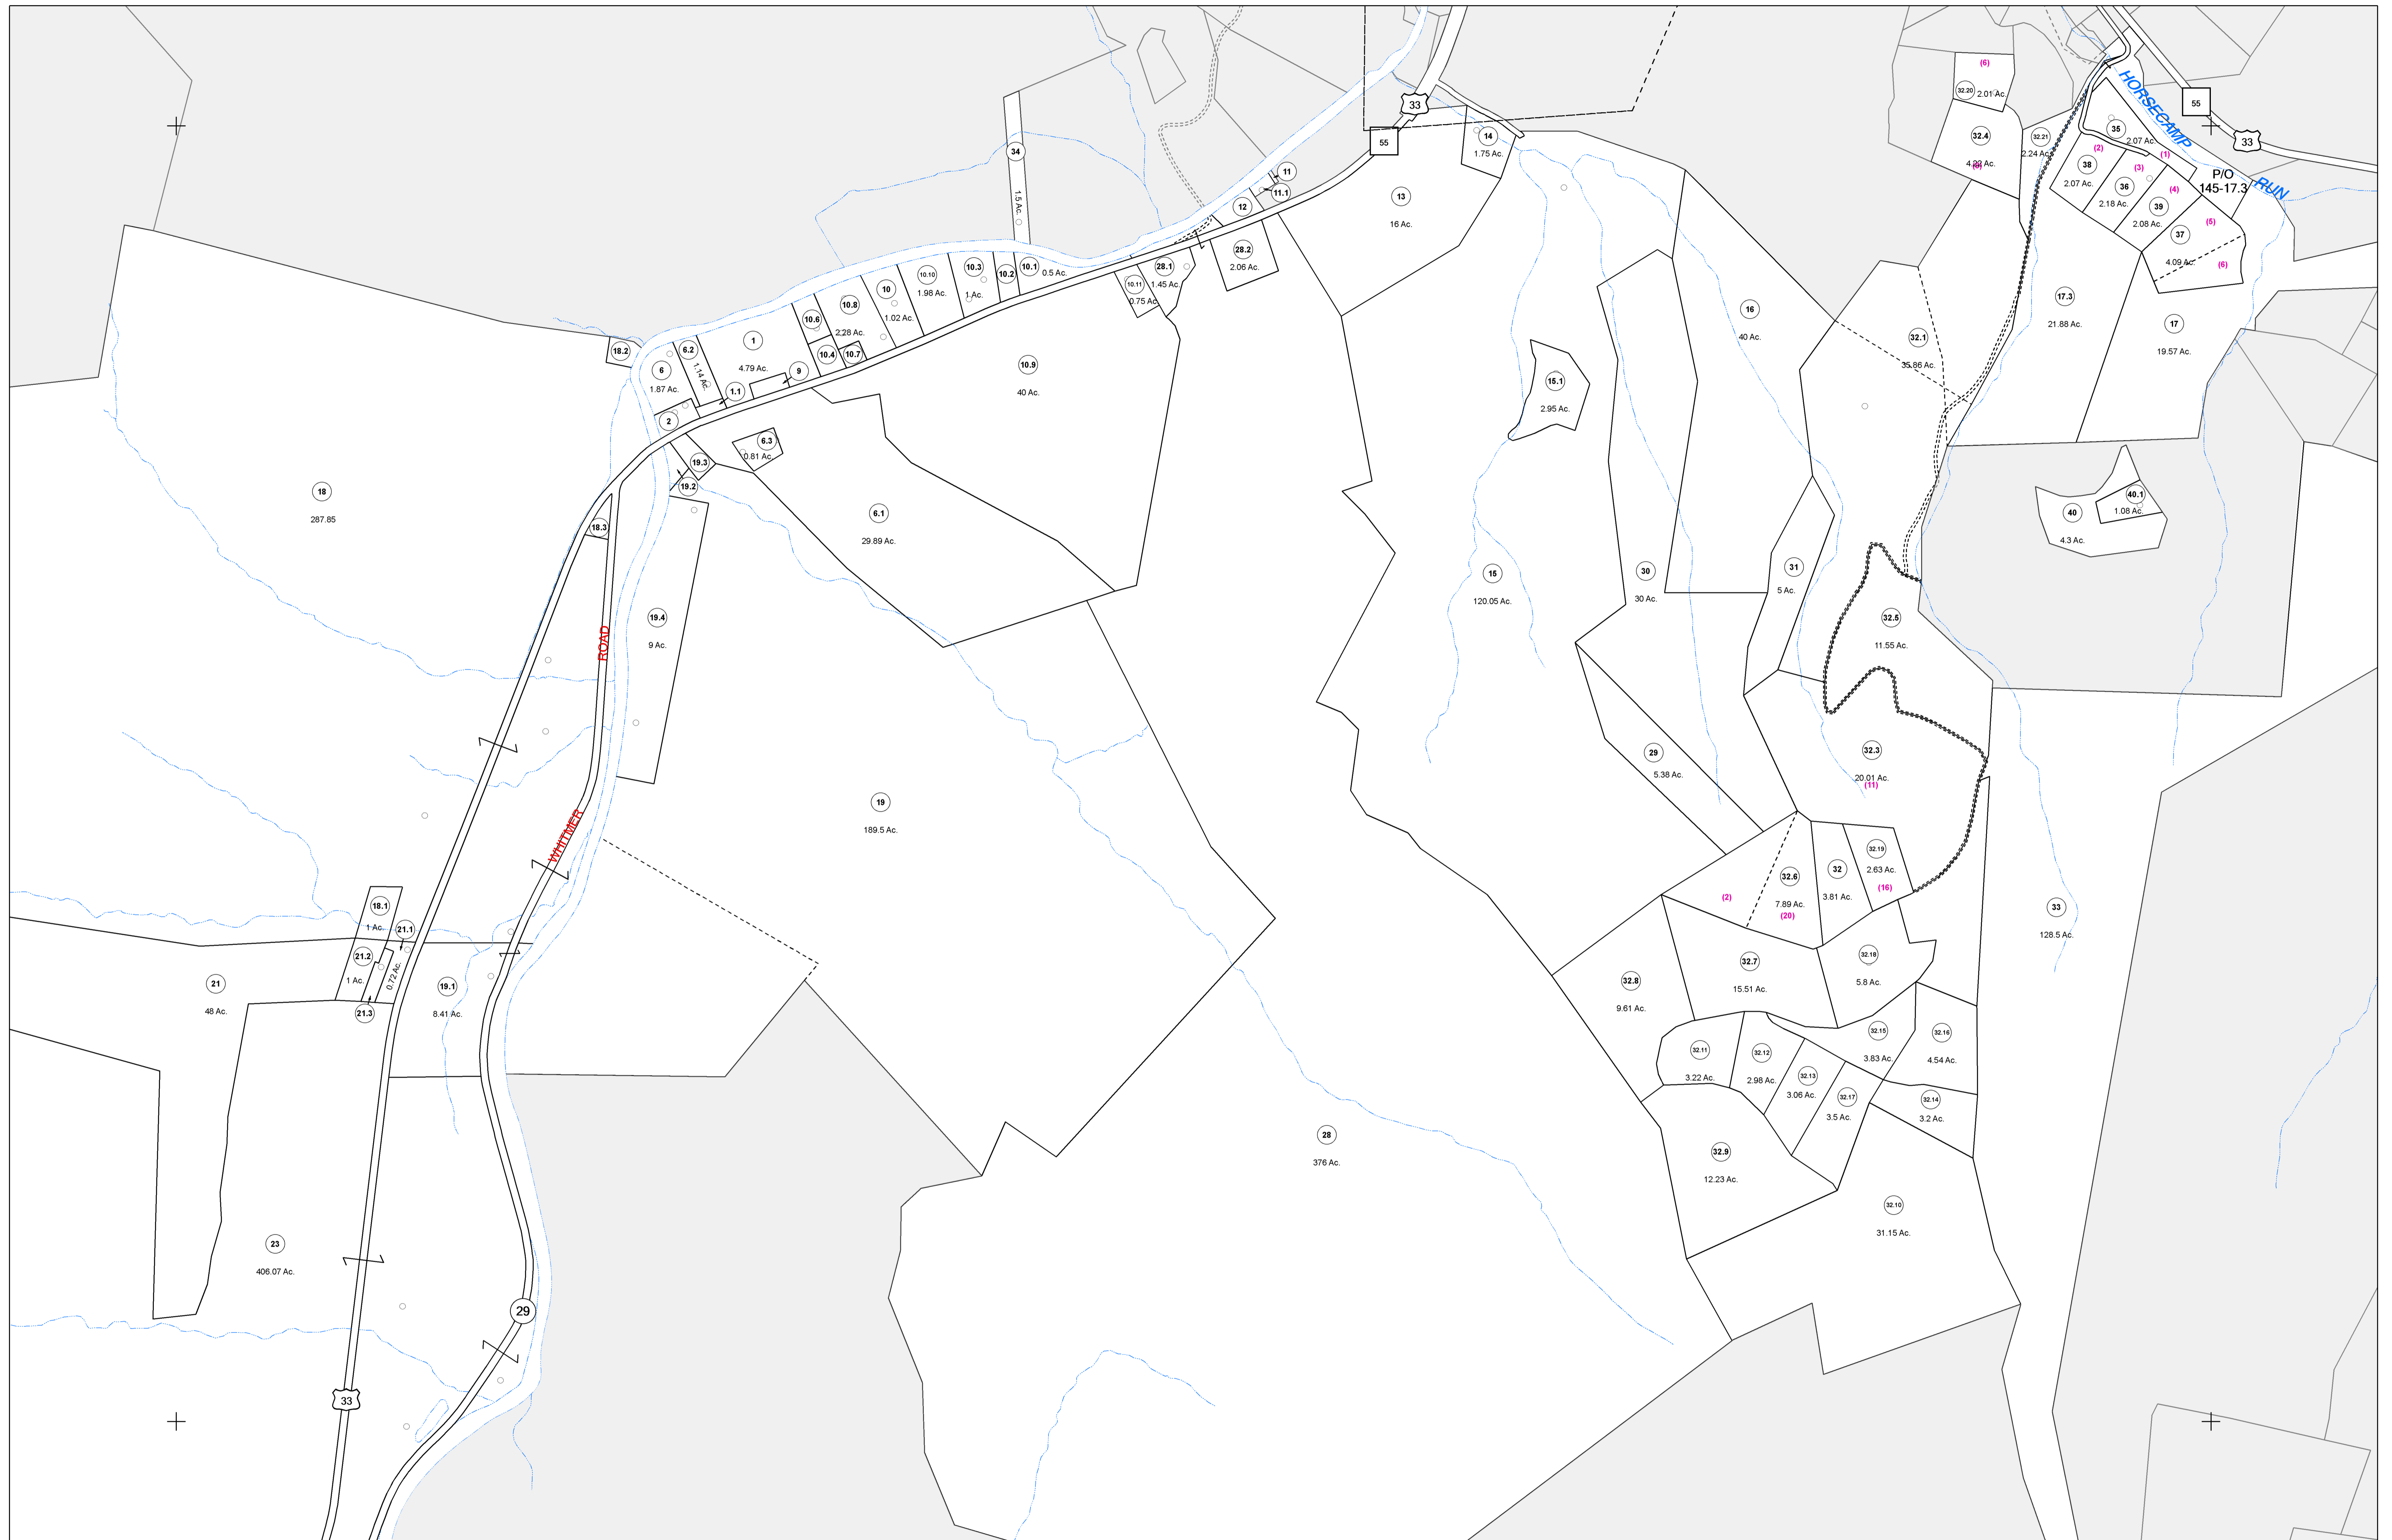 33
55
14
1.75 Ac.
13
16 Ac.
(6)
32.20
2.01 Ac.
32.4
32.21
2.24 Ac.
HORSECAMP
RUN
55
33
35
2.07 Ac.
(1)
(2)
38
2.07 Ac.
(3)
36
2.18 Ac.
(4)
39
2.08 Ac.
P/O
145-17.3
(5)
37
4.09 Ac.
(6)
17.3
21.88 Ac.
17
19.57 Ac.
34
1.5 Ac.
11
11.1
12
28.2
2.06 Ac.
28.1
1.45 Ac.
10.11
0.75 Ac.
10.1
0.5 Ac.
10.2
10.3
1 Ac.
10.10
1.98 Ac.
10
1.02 Ac.
10.8
2.28 Ac.
10.6
10.4
10.7
1
4.79 Ac.
9
1.1
6.2
1.14 Ac.
6
1.87 Ac.
18.2
2
10.9
40 Ac.
6.3
0.81 Ac.
19.3
19.2
6.1
29.89 Ac.
16
40 Ac.
32.1
35.86 Ac.
15.1
2.95 Ac.
18
287.85
18.3
40
4.3 Ac.
40.1
1.08 Ac.
15
120.05 Ac.
30
30 Ac.
31
5 Ac.
32.5
11.55 Ac.
19.4
9 Ac.
ROAD
WHITMER
29
5.38 Ac.
32.3
20.01 Ac.
(11)
19
189.5 Ac.
32.19
2.63 Ac.
(16)
32
3.81 Ac.
32.6
7.89 Ac.
(20)
(2)
33
128.5 Ac.
18.1
1 Ac.
21.1
0.72 Ac.
21.2
1 Ac.
21.3
21
48 Ac.
19.1
8.41 Ac.
32.7
15.51 Ac.
32.18
5.8 Ac.
32.8
9.61 Ac.
32.11
3.22 Ac.
32.12
2.98 Ac.
32.13
3.06 Ac.
32.15
3.83 Ac.
32.16
4.54 Ac.
32.17
3.5 Ac.
32.14
3.2 Ac.
28
376 Ac.
32.9
12.23 Ac.
32.10
31.15 Ac.
23
406.07 Ac.
29
33